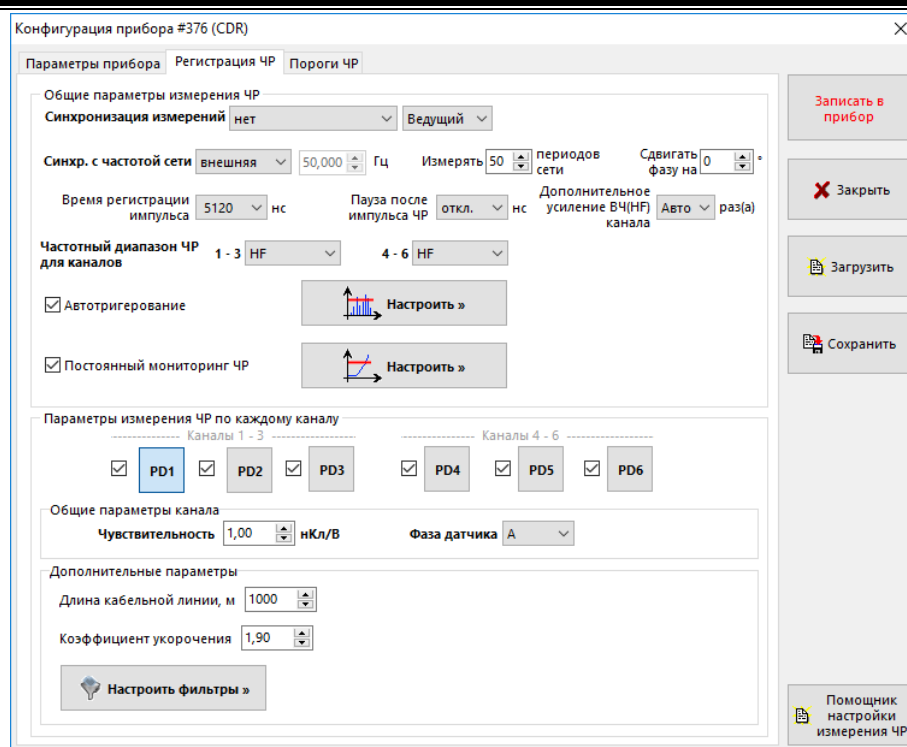 Конфигурация прибора #376 (CDR)
Параметры прибора Регистрация ЧР Пороги ЧР
Общие параметры измерения ЧР
Синхронизация измерений нет Ведущий
Синхр. с частотой сети внешняя 50,000 Гц Измерять 50 периодов сети Сдвигать фазу на 0 °
Время регистрации импульса 5120 нс Пауза после импульса ЧР откл. нс Дополнительное усиление ВЧ(HF) канала Авто раз(а)
Частотный диапазон ЧР для каналов 1 - 3 HF 4 - 6 HF
Автотригерование Настроить »
Постоянный мониторинг ЧР Настроить »
Параметры измерения ЧР по каждому каналу
Каналы 1 - 3 Каналы 4 - 6
PD1 PD2 PD3 PD4 PD5 PD6
Общие параметры канала
Чувствительность 1,00 нКл/В Фаза датчика A
Дополнительные параметры
Длина кабельной линии, м 1000
Коэффициент укорочения 1,90
Настроить фильтры »
Записать в прибор
Закрыть
Загрузить
Сохранить
Помощник настройки измерения ЧР